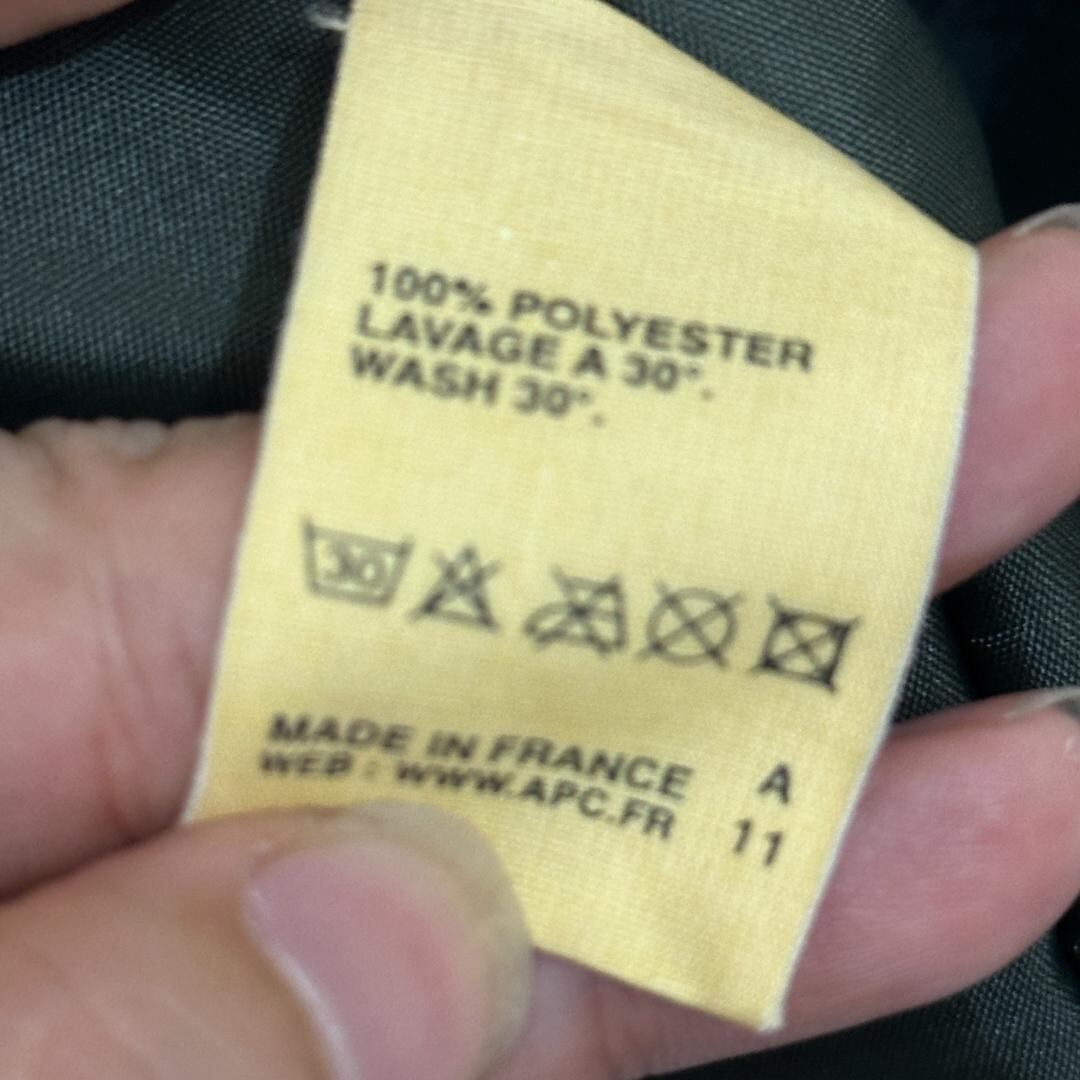 100% POLYESTER
LAVAGE A 30°.
WASH 30°.
30
MADE IN FRANCE A
WEB : WWW.APC.FR 11